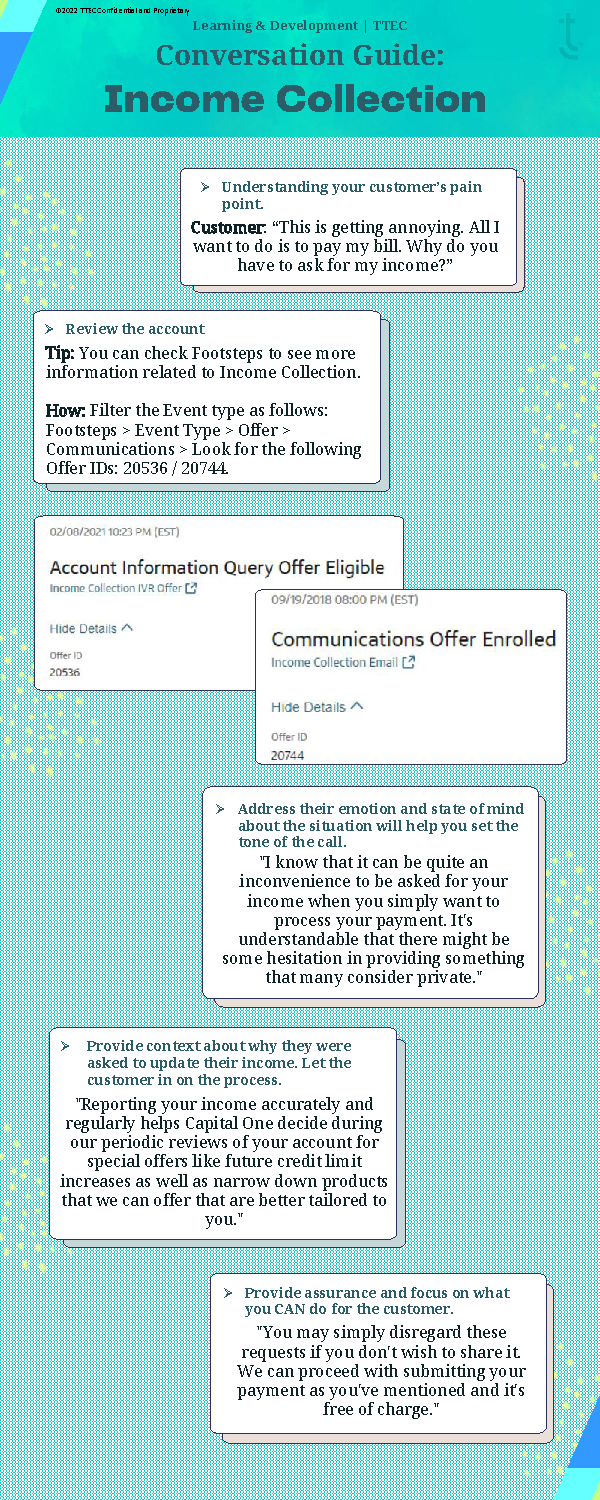 ©2022 TTEC Confidential and Proprietary
Learning & Development | TTEC
Conversation Guide:
Income Collection
➢ Understanding your customer's pain
point.
Customer: “This is getting annoying. All I
want to do is to pay my bill. Why do you
have to ask for my income?”
➢ Review the account
Tip: You can check Footsteps to see more
information related to Income Collection.
How: Filter the Event type as follows:
Footsteps > Event Type > Offer >
Communications > Look for the following
Offer IDs: 20536 / 20744.
02/08/2021 10:23 PM (EST)
Account Information Query Offer Eligible
Income Collection IVR Offer
Hide Details
Offer ID
20536
09/19/2018 08:00 PM (EST)
Communications Offer Enrolled
Income Collection Email
Hide Details
Offer ID
20744
➢ Address their emotion and state of mind
about the situation will help you set the
tone of the call.
"I know that it can be quite an
inconvenience to be asked for your
income when you simply want to
process your payment. It's
understandable that there might be
some hesitation in providing something
that many consider private."
➢ Provide context about why they were
asked to update their income. Let the
customer in on the process.
"Reporting your income accurately and
regularly helps Capital One decide during
our periodic reviews of your account for
special offers like future credit limit
increases as well as narrow down products
that we can offer that are better tailored to
you."
➢ Provide assurance and focus on what
you CAN do for the customer.
"You may simply disregard these
requests if you don't wish to share it.
We can proceed with submitting your
payment as you've mentioned and it's
free of charge."